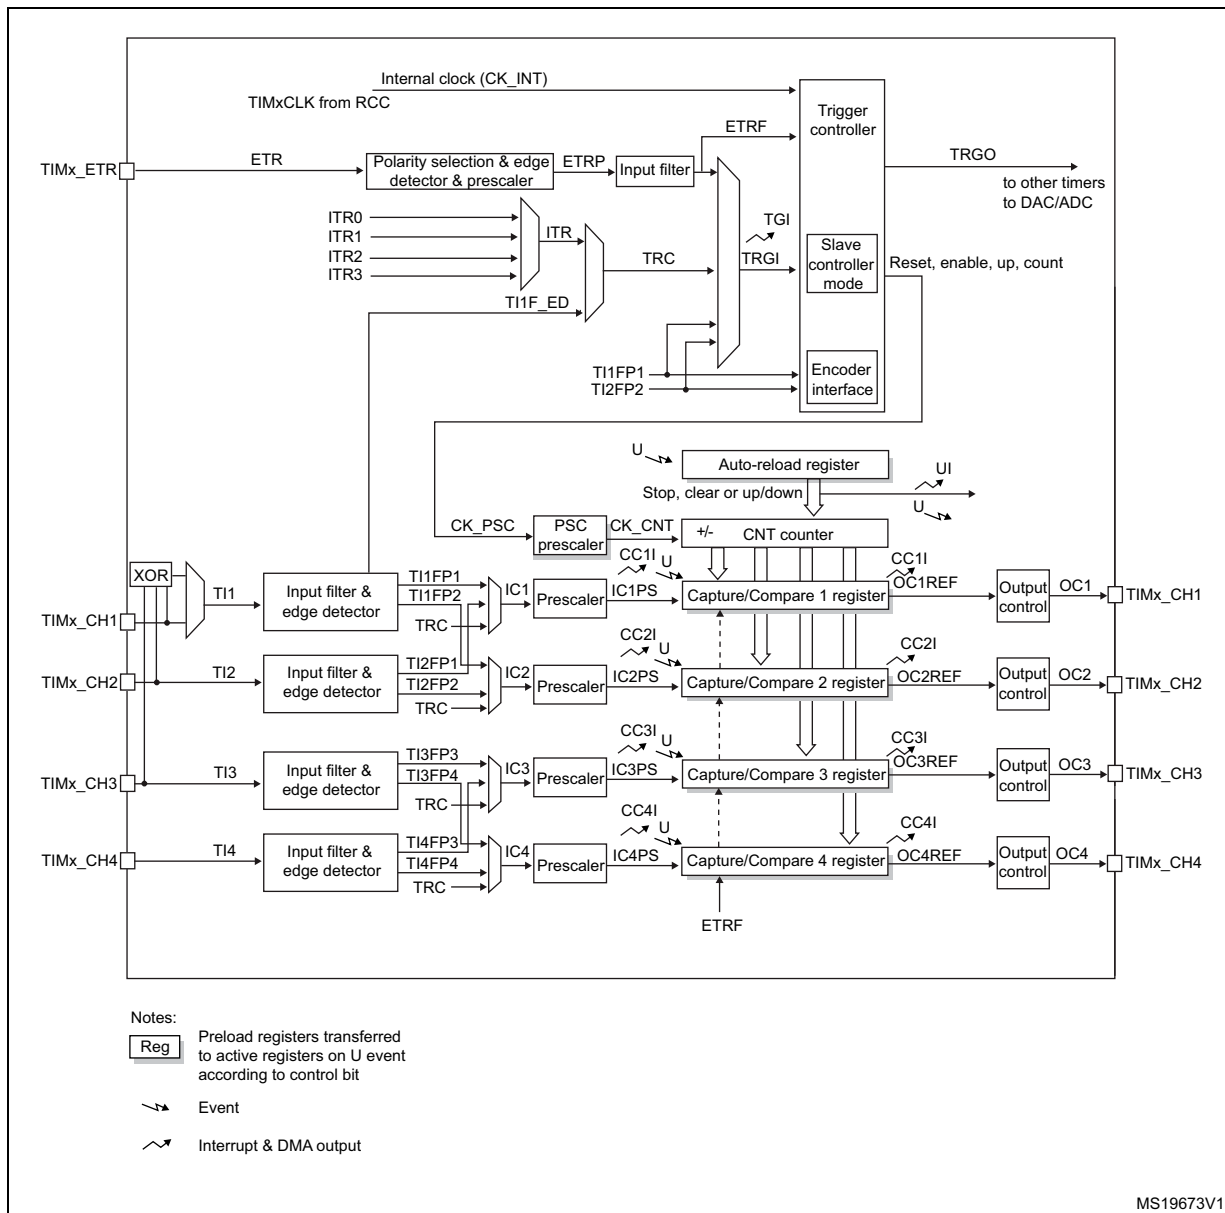 Internal clock (CK_INT)
TIMxCLK from RCC
Trigger
controller
ETRF
TIMx_ETR
ETR
Polarity selection & edge
detector & prescaler
ETRP
Input filter
TRGO
to other timers
to DAC/ADC
ITR0
ITR1
ITR2
ITR3
ITR
TRC
TGI
TRGI
Slave
controller
mode
Reset, enable, up, count
TI1F_ED
TI1FP1
TI2FP2
Encoder
interface
U
Auto-reload register
UI
Stop, clear or up/down
U
CK_PSC
PSC
prescaler
CK_CNT
+/-
CNT counter
XOR
TI1
Input filter &
edge detector
TI1FP1
TI1FP2
TRC
IC1
Prescaler
IC1PS
CC1I
U
Capture/Compare 1 register
CC1I
OC1REF
Output
control
OC1
TIMx_CH1
TIMx_CH1
TIMx_CH2
TI2
Input filter &
edge detector
TI2FP1
TI2FP2
TRC
IC2
Prescaler
IC2PS
CC2I
U
Capture/Compare 2 register
CC2I
OC2REF
Output
control
OC2
TIMx_CH2
TIMx_CH3
TI3
Input filter &
edge detector
TI3FP3
TI3FP4
TRC
IC3
Prescaler
IC3PS
CC3I
U
Capture/Compare 3 register
CC3I
OC3REF
Output
control
OC3
TIMx_CH3
TIMx_CH4
TI4
Input filter &
edge detector
TI4FP3
TI4FP4
TRC
IC4
Prescaler
IC4PS
CC4I
U
Capture/Compare 4 register
CC4I
OC4REF
Output
control
OC4
TIMx_CH4
ETRF
Notes:
Reg
Preload registers transferred
to active registers on U event
according to control bit
Event
Interrupt & DMA output
MS19673V1